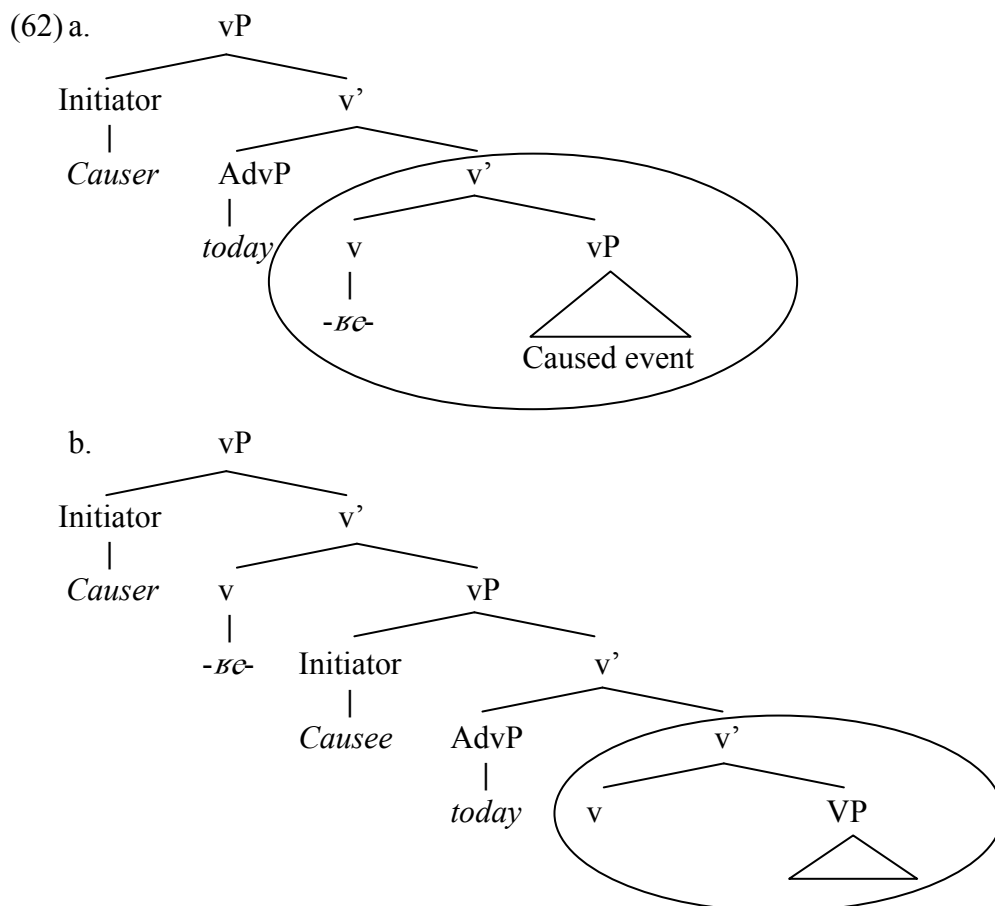 (62) a. vP
Initiator v’
Causer AdvP v’
today v vP
-ʁe-
Caused event
b. vP
Initiator v’
Causer v vP
-ʁe- Initiator v’
Causee AdvP v’
today v VP